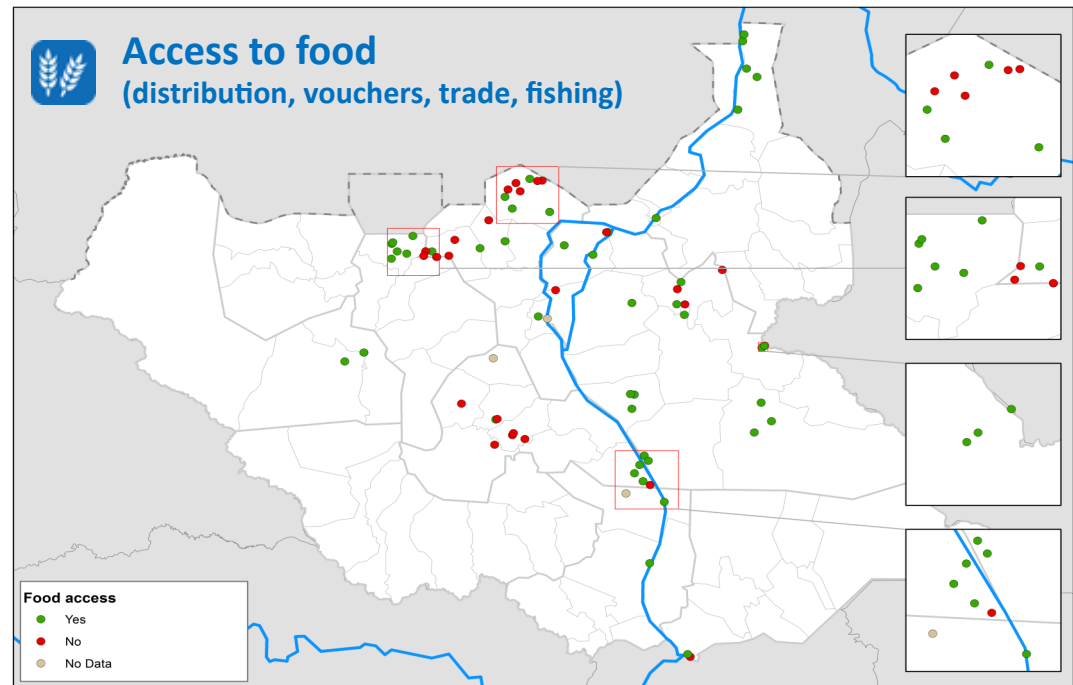 Access to food
(distribution, vouchers, trade, fishing)
Food access
Yes
No
No Data